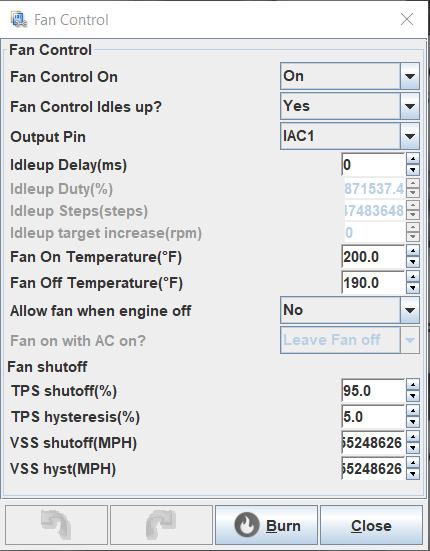 Fan Control
Fan Control
Fan Control On On
Fan Control Idles up? Yes
Output Pin IAC1
Idleup Delay(ms) 0
Idleup Duty(%) 871537.4
Idleup Steps(steps) 47483648
Idleup target increase(rpm) 0
Fan On Temperature(°F) 200.0
Fan Off Temperature(°F) 190.0
Allow fan when engine off No
Fan on with AC on? Leave Fan off
Fan shutoff
TPS shutoff(%) 95.0
TPS hysteresis(%) 5.0
VSS shutoff(MPH) 55248626
VSS hyst(MPH) 55248626
Burn Close